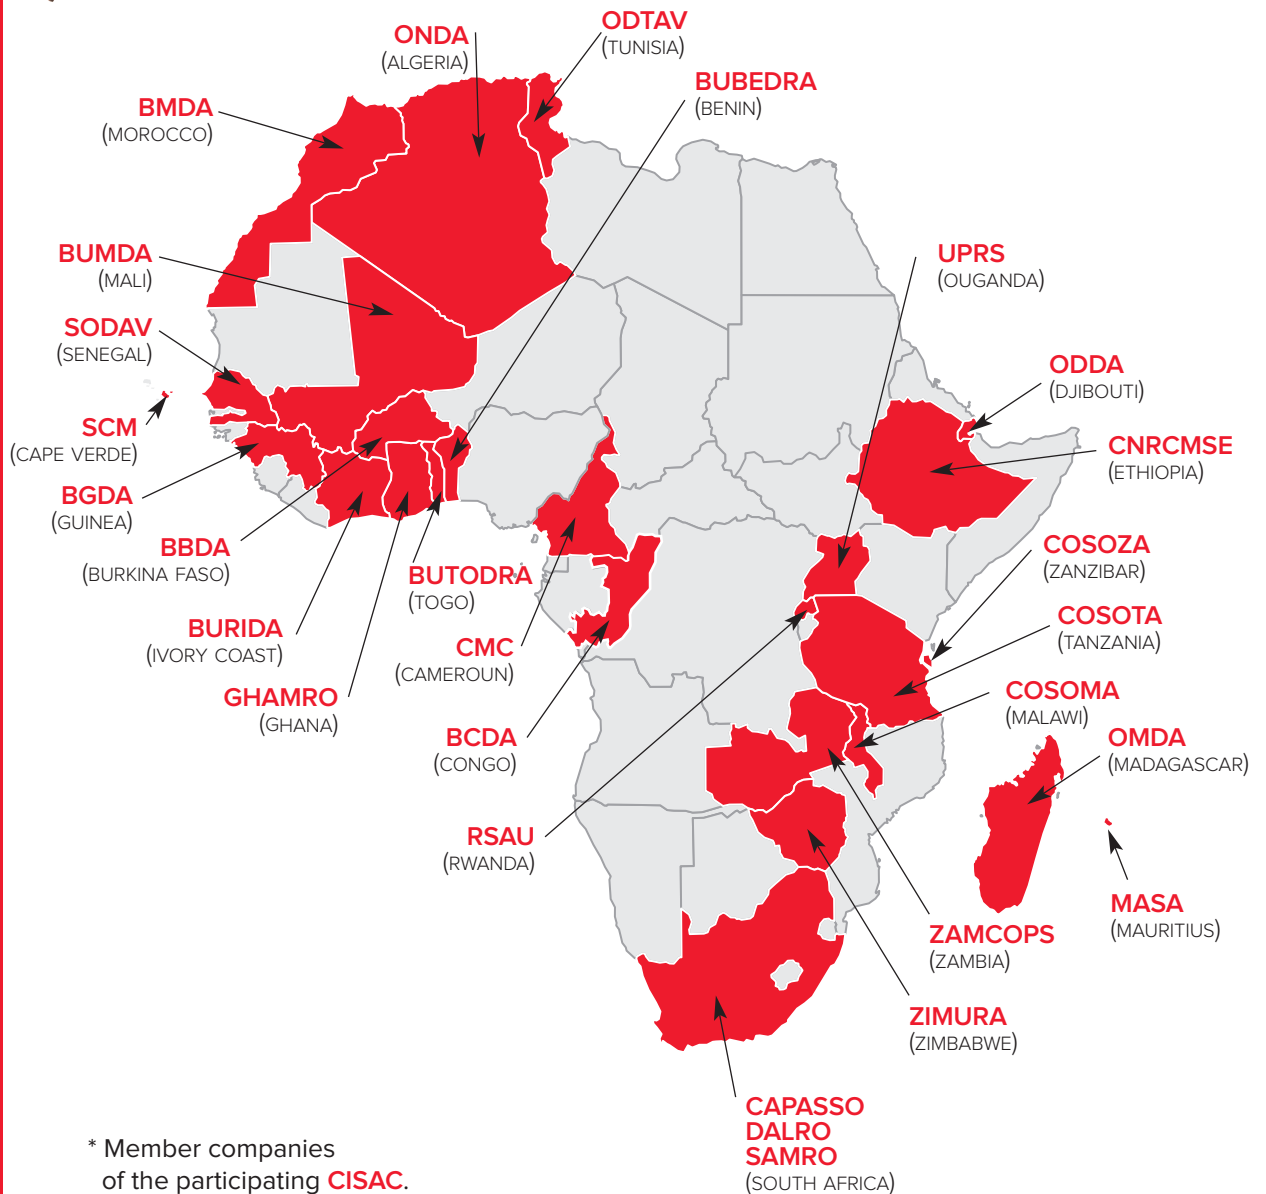 ODTAV
(TUNISIA)
ONDA
(ALGERIA)
BUBEDRA
(BENIN)
BMDA
(MOROCCO)
BUMDA
(MALI)
UPRS
(OUGANDA)
SODAV
(SENEGAL)
ODDA
(DJIBOUTI)
SCM
(CAPE VERDE)
CNRCMSE
(ETHIOPIA)
BGDA
(GUINEA)
BBDA
(BURKINA FASO)
COSOZA
(ZANZIBAR)
BUTODRA
(TOGO)
BURIDA
(IVORY COAST)
COSOTA
(TANZANIA)
CMC
(CAMEROUN)
GHAMRO
(GHANA)
COSOMA
(MALAWI)
BCDA
(CONGO)
OMDA
(MADAGASCAR)
RSAU
(RWANDA)
MASA
(MAURITIUS)
ZAMCOPS
(ZAMBIA)
ZIMURA
(ZIMBABWE)
CAPASSO
DALRO
SAMRO
(SOUTH AFRICA)
* Member companies
of the participating CISAC.